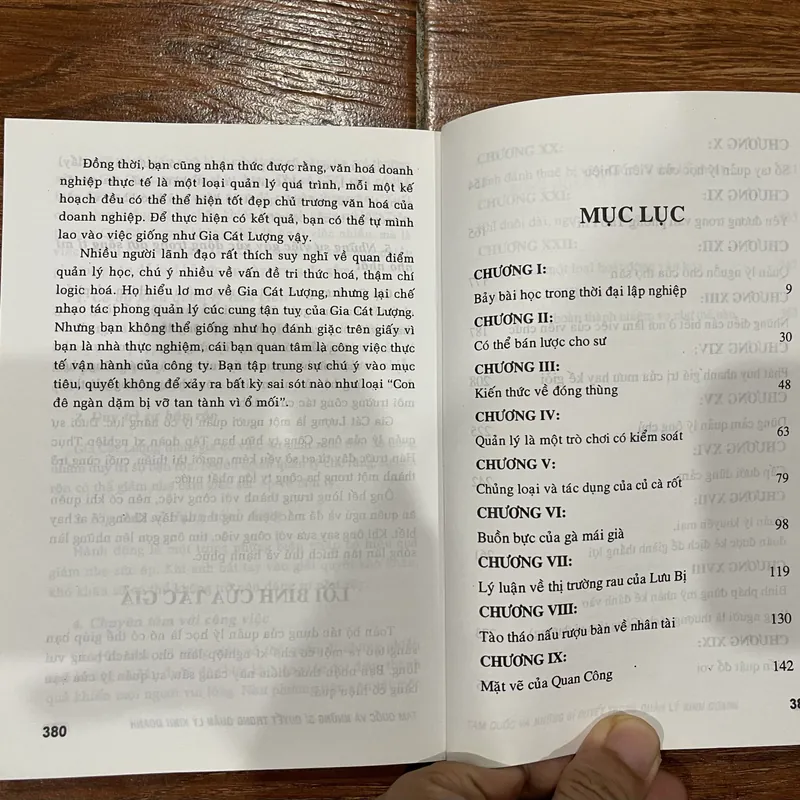 Đồng thời, bạn cũng nhận thức được rằng, văn hoá doanh
nghiệp thực tế là một loại quản lý quá trình, mỗi một kế
hoạch đều có thể thể hiện tốt đẹp chủ trương văn hoá của
doanh nghiệp. Để thực hiện có kết quả, bạn có thể tự mình
lao vào việc giống như Gia Cát Lượng vậy.
Nhiều người lãnh đạo rất thích suy nghĩ về quan điểm
quản lý học, chú ý nhiều về vấn đề tri thức hoá, thậm chí
logic hoá. Họ hiểu lơ mơ về Gia Cát Lượng, nhưng lại chế
nhạo tác phong quản lý cúc cung tận tuỵ của Gia Cát Lượng.
Nhưng bạn không thể giống như họ đánh giặc trên giấy vì
bạn là nhà thực nghiệm, cái bạn quan tâm là công việc thực
tế vận hành của công ty. Bạn tập trung sự chú ý vào mục
tiêu, quyết không để xảy ra bất kỳ sai sót nào như loại “Con
đê ngàn dặm bị vỡ tan tành vì ổ mối”.
380
MỤC LỤC
CHƯƠNG I:
Bảy bài học trong thời đại lập nghiệp 9
CHƯƠNG II:
Có thể bán lược cho sư 30
CHƯƠNG III:
Kiến thức về đóng thùng 48
CHƯƠNG IV:
Quản lý là một trò chơi có kiểm soát 63
CHƯƠNG V:
Chủng loại và tác dụng của củ cà rốt 79
CHƯƠNG VI:
Buồn bực của gà mái già 98
CHƯƠNG VII:
Lý luận về thị trường rau của Lưu Bị 119
CHƯƠNG VIII:
Tào tháo nấu rượu bàn về nhân tài 130
CHƯƠNG IX:
Mặt vẽ của Quan Công 142